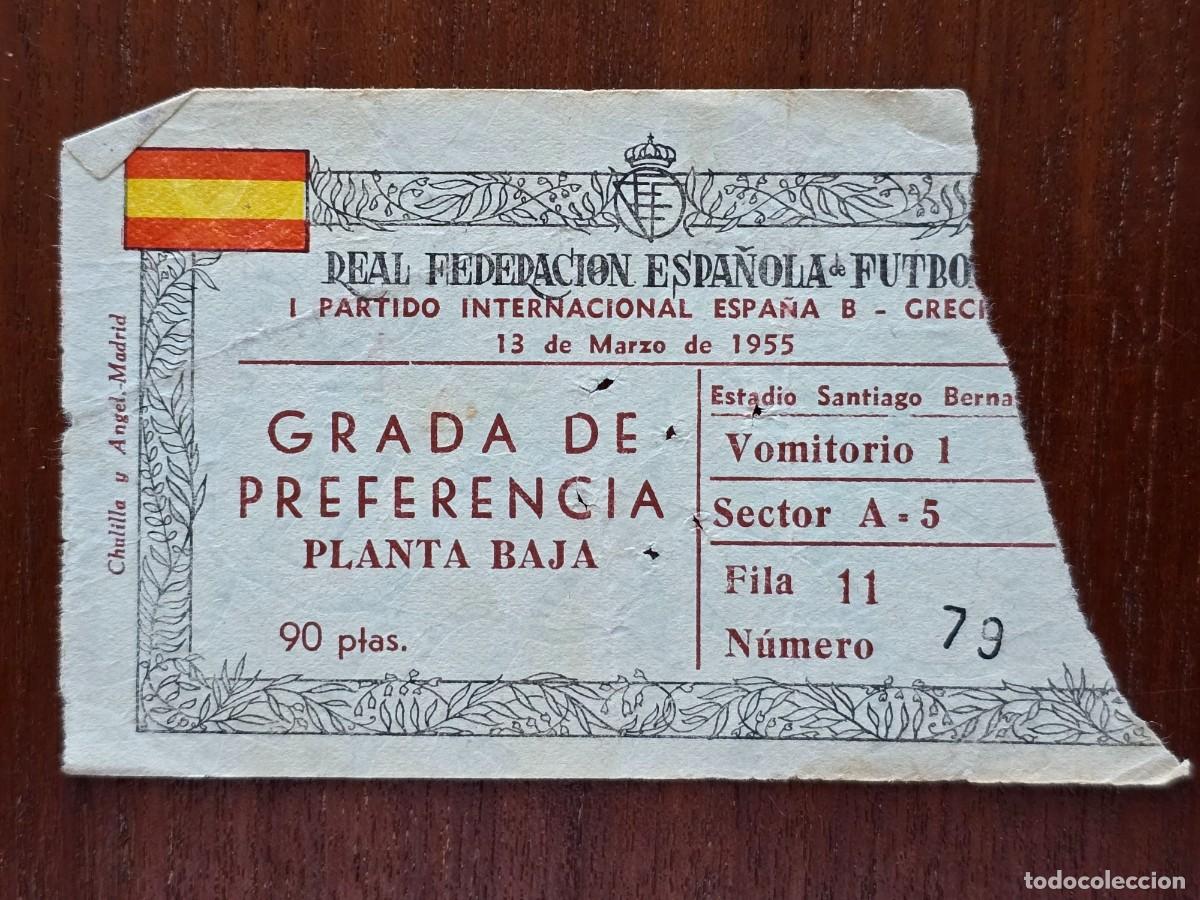 REAL FEDERACION ESPAÑOLA de FUTBO
I PARTIDO INTERNACIONAL ESPAÑA B - GRECI
13 de Marzo de 1955
GRADA DE
PREFERENCIA
PLANTA BAJA
90 ptas.
Estadio Santiago Berna
Vomitorio 1
Sector A - 5
Fila 11
Número 79
Chulilla y Angel.-Madrid
todocoleccion